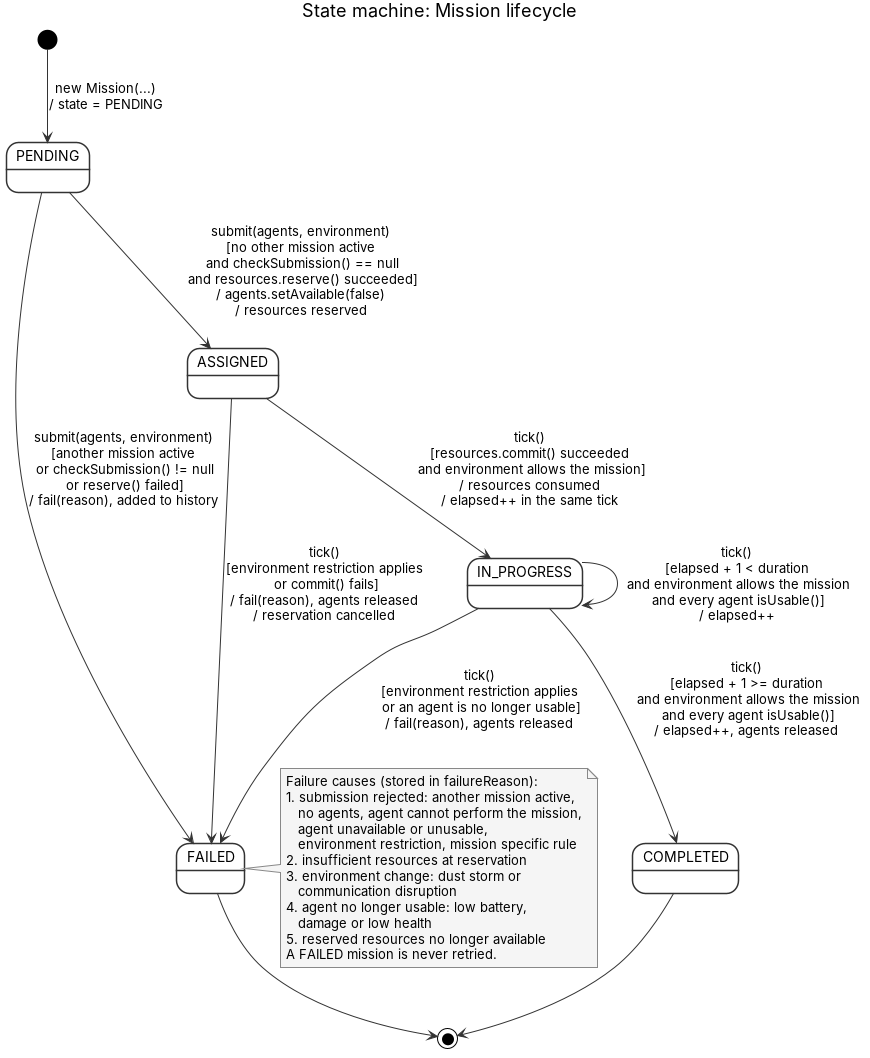 State machine: Mission lifecycle
new Mission(...)
/ state = PENDING
PENDING
submit(agents, environment)
[no other mission active
and checkSubmission() == null
and resources.reserve() succeeded]
/ agents.setAvailable(false)
/ resources reserved
ASSIGNED
submit(agents, environment)
[another mission active
or checkSubmission() != null
or reserve() failed]
/ fail(reason), added to history
tick()
[resources.commit() succeeded
and environment allows the mission]
/ resources consumed
/ elapsed++ in the same tick
tick()
[environment restriction applies
or commit() fails]
/ fail(reason), agents released
/ reservation cancelled
IN_PROGRESS
tick()
[elapsed + 1 < duration
and environment allows the mission
and every agent isUsable()]
/ elapsed++
tick()
[environment restriction applies
or an agent is no longer usable]
/ fail(reason), agents released
tick()
[elapsed + 1 >= duration
and environment allows the mission
and every agent isUsable()]
/ elapsed++, agents released
Failure causes (stored in failureReason):
1. submission rejected: another mission active,
no agents, agent cannot perform the mission,
agent unavailable or unusable,
environment restriction, mission specific rule
2. insufficient resources at reservation
3. environment change: dust storm or
communication disruption
4. agent no longer usable: low battery,
damage or low health
5. reserved resources no longer available
A FAILED mission is never retried.
FAILED
COMPLETED